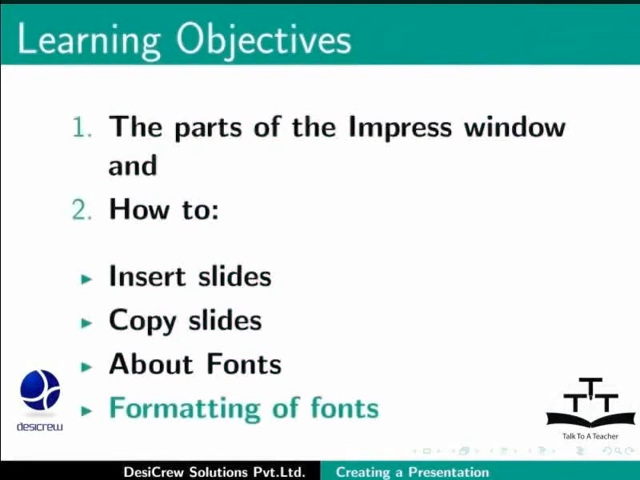 Learning Objectives
1. The parts of the Impress window
and
2. How to:
Insert slides
Copy slides
About Fonts
Formatting of fonts
desicrew
TTT
Talk To A Teacher
DesiCrew Solutions Pvt.Ltd. Creating a Presentation